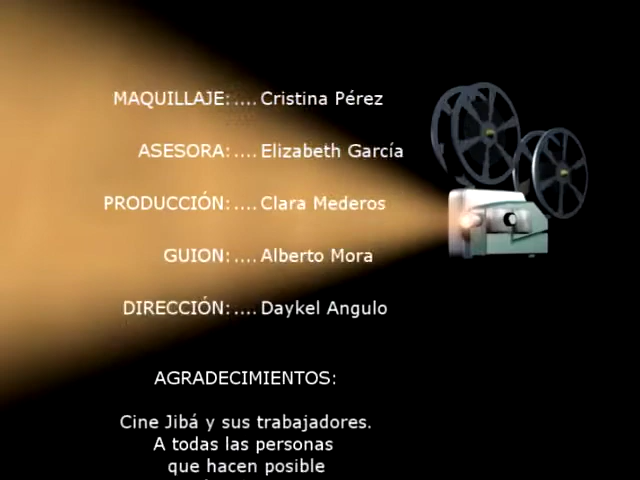 MAQUILLAJE:.... Cristina Pérez
ASESORA:.... Elizabeth García
PRODUCCIÓN:.... Clara Mederos
GUION:.... Alberto Mora
DIRECCIÓN:.... Daykel Angulo
AGRADECIMIENTOS:
Cine Jibá y sus trabajadores.
A todas las personas
que hacen posible